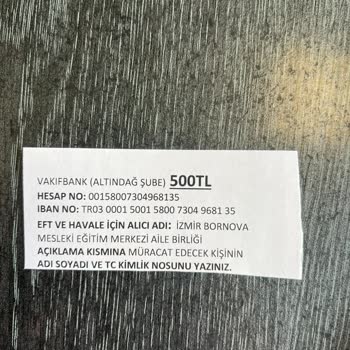 VAKIFBANK (ALTINDAĞ ŞUBE) 500TL
HESAP NO: 00158007304968135
IBAN NO: TR03 0001 5001 5800 7304 9681 35
EFT VE HAVALE İÇİN ALICI ADI: İZMİR BORNOVA
MESLEKİ EĞİTİM MERKEZİ AİLE BİRLİĞİ
AÇIKLAMA KISMINA MÜRACAT EDECEK KİŞİNİN
ADI SOYADI VE TC KİMLİK NOSUNU YAZINIZ.